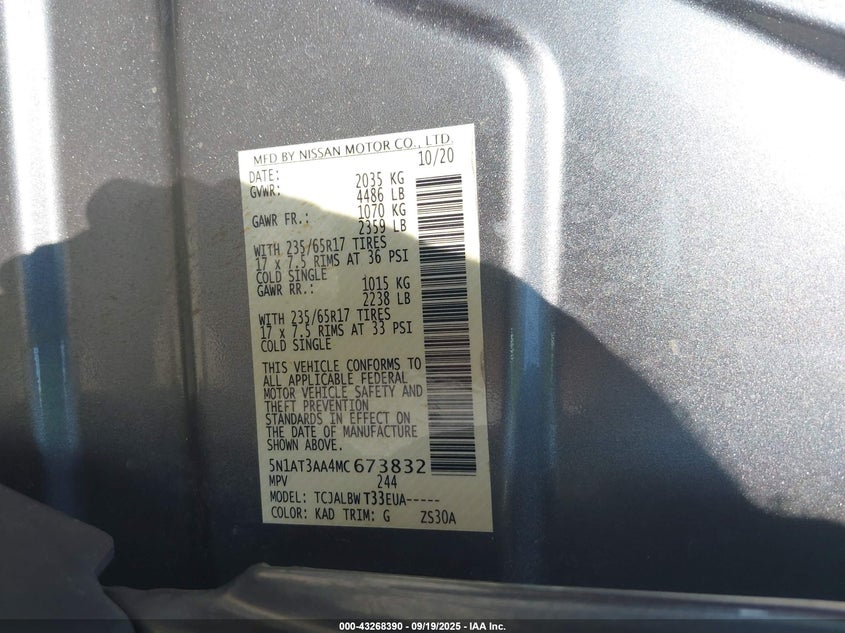 MFD BY NISSAN MOTOR CO., LTD.
DATE: 10/20
GVWR: 2035 KG
4486 LB
GAWR FR.: 1070 KG
2359 LB
WITH 235/65R17 TIRES
17 x 7.5 RIMS AT 36 PSI
COLD SINGLE
GAWR RR.: 1015 KG
2238 LB
WITH 235/65R17 TIRES
17 x 7.5 RIMS AT 33 PSI
COLD SINGLE
THIS VEHICLE CONFORMS TO
ALL APPLICABLE FEDERAL
MOTOR VEHICLE SAFETY AND
THEFT PREVENTION
STANDARDS IN EFFECT ON
THE DATE OF MANUFACTURE
SHOWN ABOVE.
5N1AT3AA4MC673832
MPV 244
MODEL: TCJALBWT33EUA-----
COLOR: KAD TRIM: G ZS30A
000-43268390 - 09/19/2025 - IAA Inc.